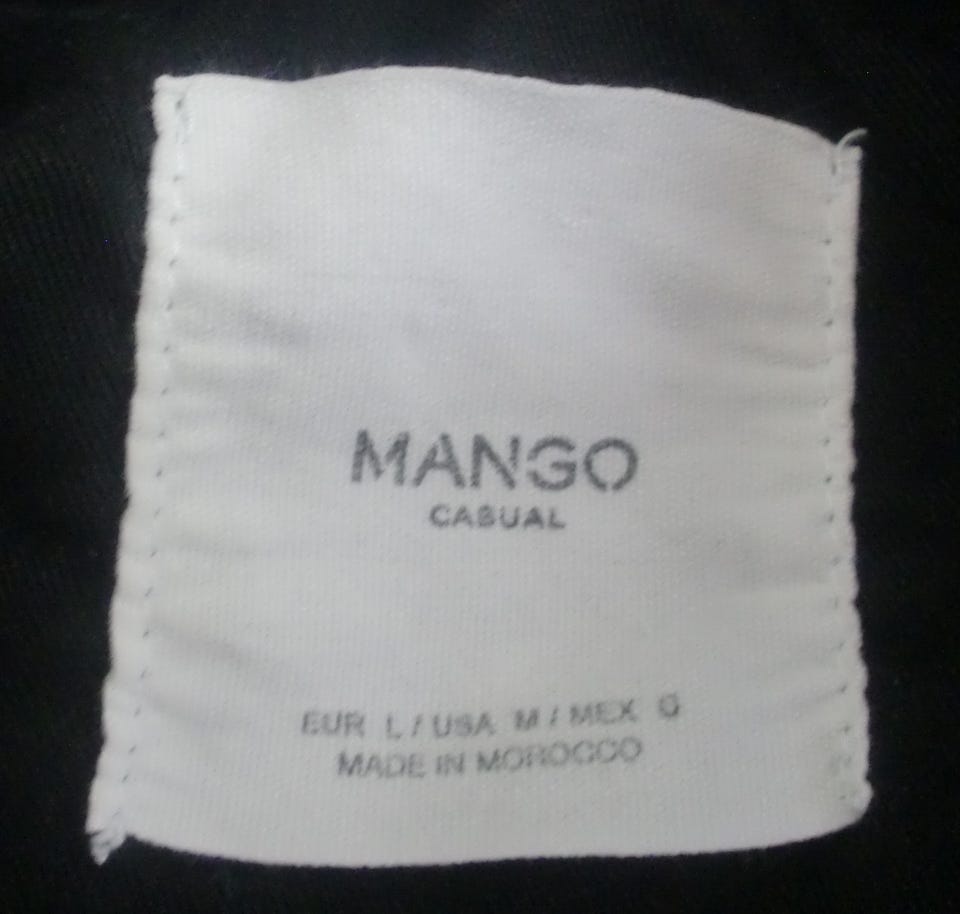 MANGO
CASUAL
EUR L / USA M / MEX G
MADE IN MOROCCO